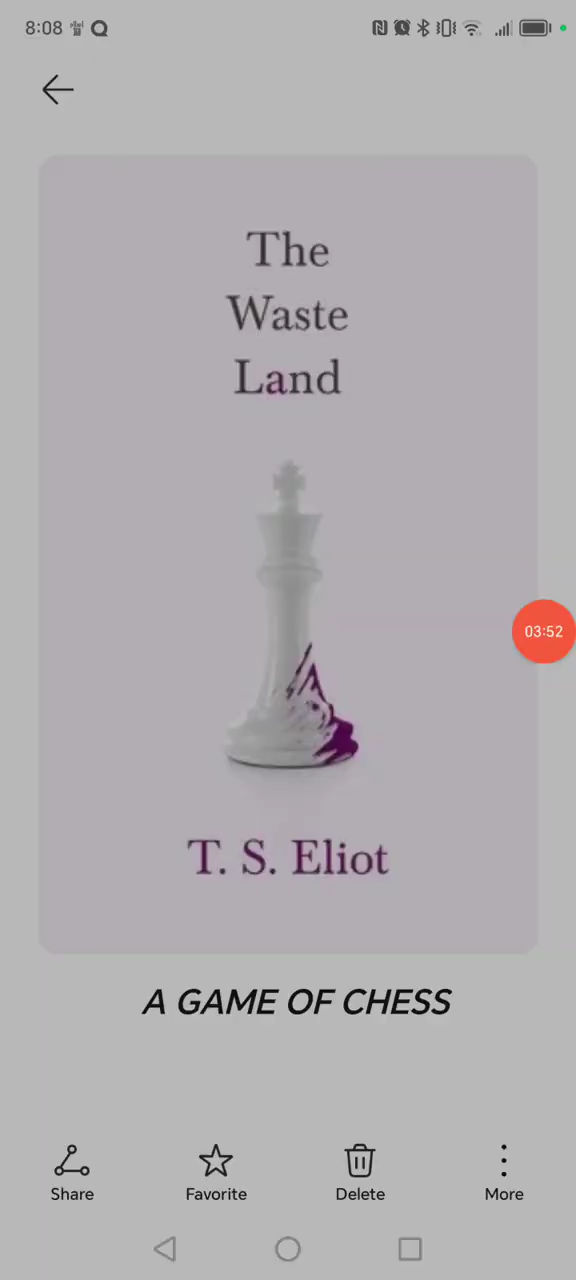 8:08
The
Waste
Land
03:52
T. S. Eliot
A GAME OF CHESS
Share
Favorite
Delete
More